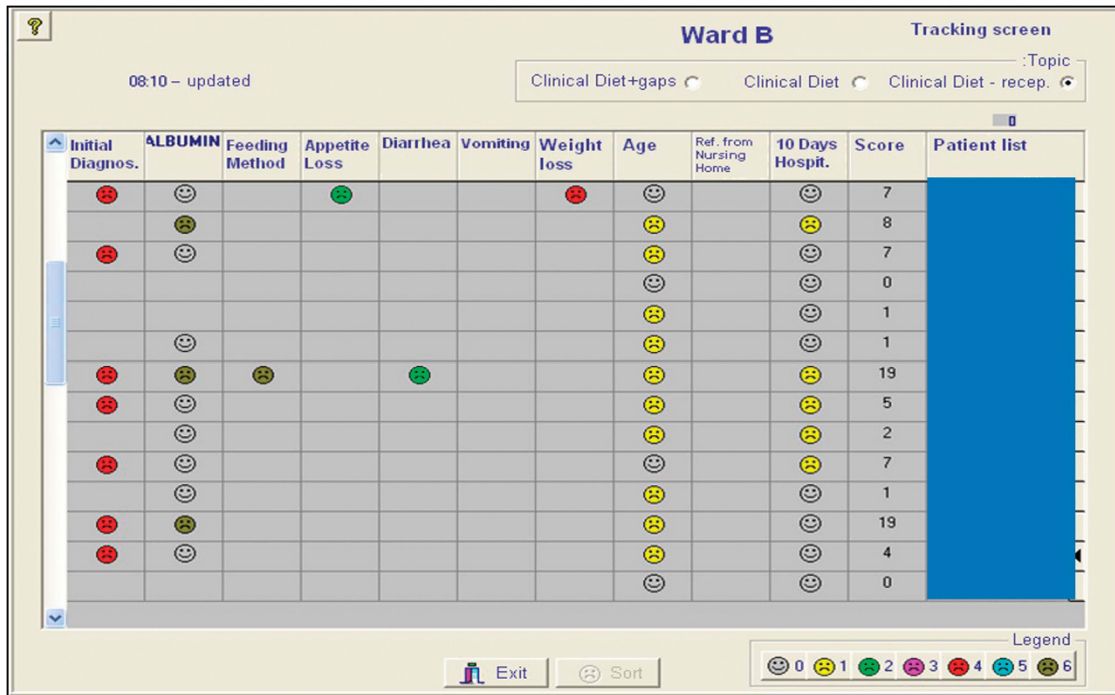 ?
Ward B
Tracking screen
08:10 – updated
:Topic
Clinical Diet+gaps
Clinical Diet
Clinical Diet - recep.
0
Initial Diagnos.
ALBUMIN
Feeding Method
Appetite Loss
Diarrhea
Vomiting
Weight loss
Age
Ref. from Nursing Home
10 Days Hospit.
Score
Patient list
7
8
7
0
1
1
19
5
2
7
1
19
4
0
Exit
Sort
Legend
0 1 2 3 4 5 6